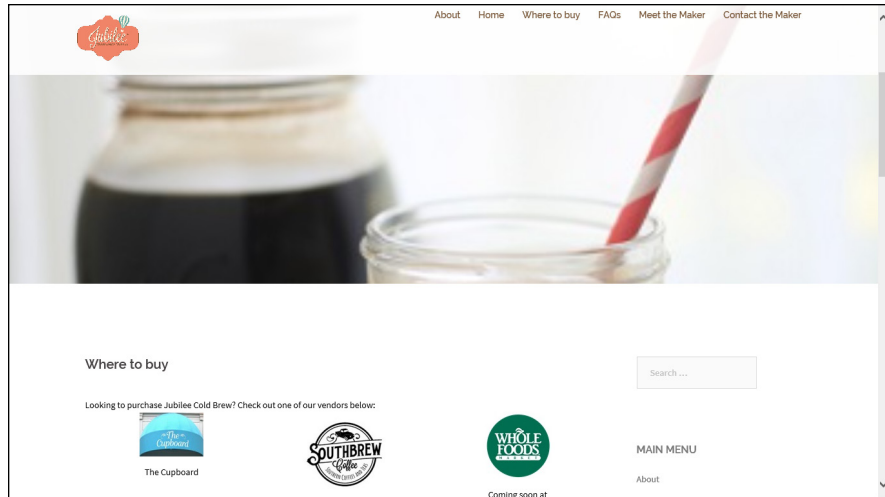 Jubilee
About Home Where to buy FAQs Meet the Maker Contact the Maker
Where to buy
Search ...
Looking to purchase Jubilee Cold Brew? Check out one of our vendors below:
The
Cupboard
The Cupboard
SOUTHBREW
Coffee
WHOLE
FOODS
MARKET
Coming soon at
MAIN MENU
About